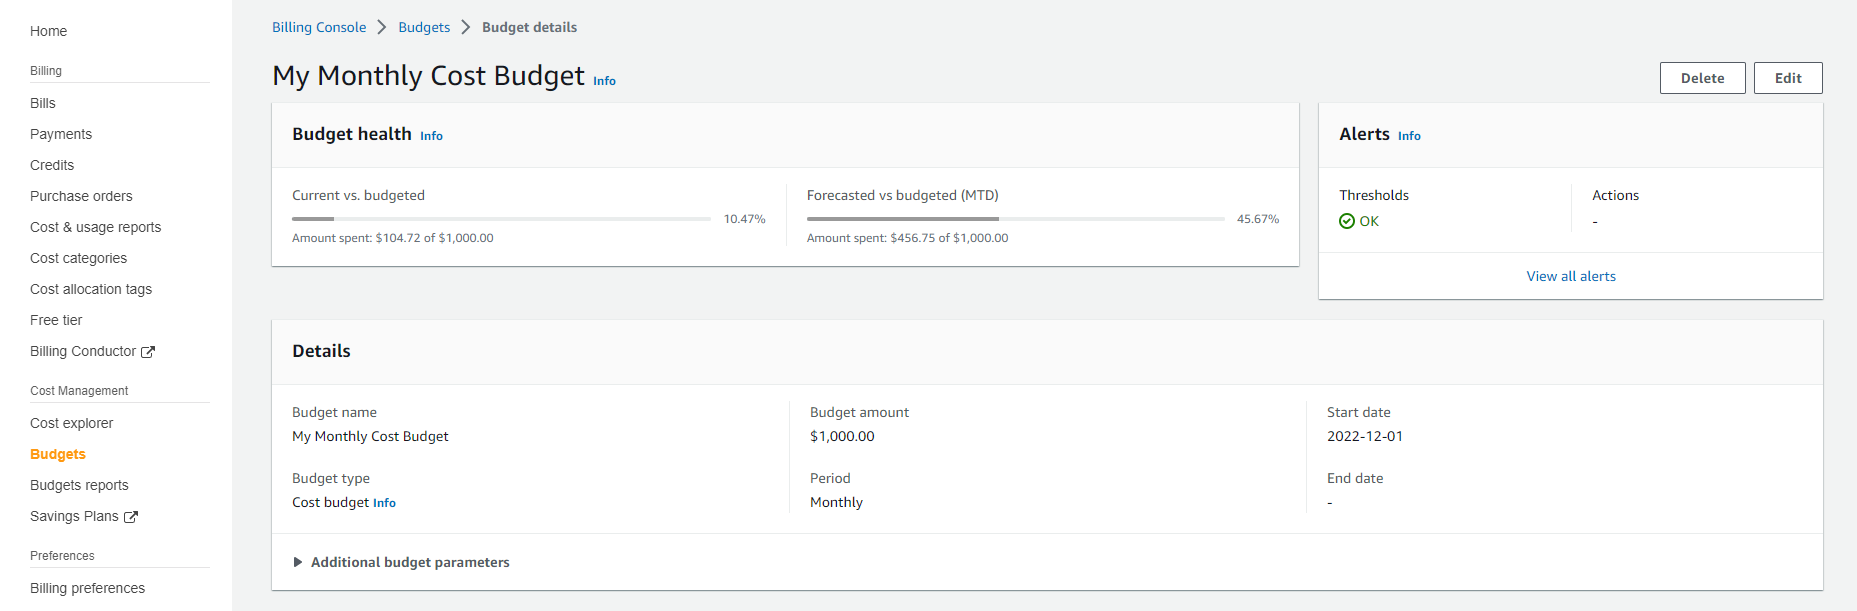 Home
Billing
Bills
Payments
Credits
Purchase orders
Cost & usage reports
Cost categories
Cost allocation tags
Free tier
Billing Conductor
Cost Management
Cost explorer
Budgets
Budgets reports
Savings Plans
Preferences
Billing preferences
Billing Console > Budgets > Budget details
My Monthly Cost Budget Info
Delete
Edit
Budget health Info
Current vs. budgeted
10.47%
Amount spent: $104.72 of $1,000.00
Forecasted vs budgeted (MTD)
45.67%
Amount spent: $456.75 of $1,000.00
Alerts Info
Thresholds
OK
Actions
-
View all alerts
Details
Budget name
My Monthly Cost Budget
Budget type
Cost budget Info
Budget amount
$1,000.00
Period
Monthly
Start date
2022-12-01
End date
-
Additional budget parameters